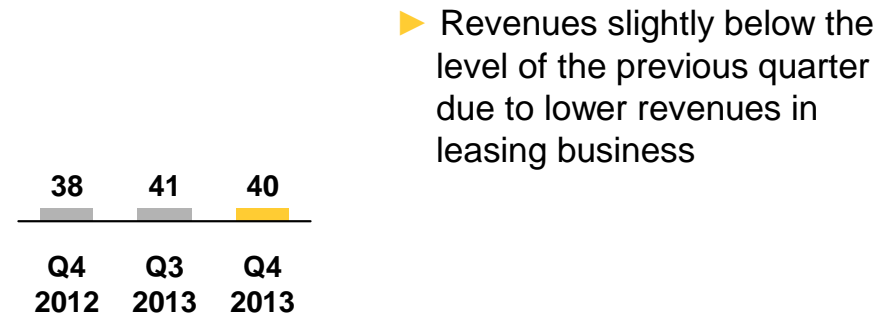 ► Revenues slightly below the
level of the previous quarter
due to lower revenues in
leasing business
38 41 40
Q4 Q3 Q4
2012 2013 2013